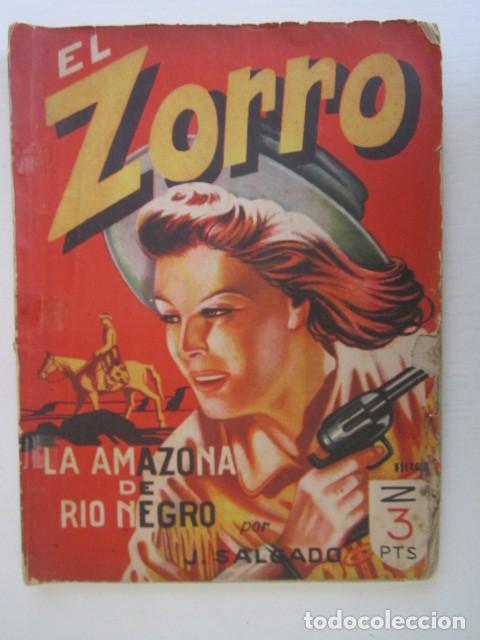 EL
Zorro
LA AMAZONA
DE
RIO NEGRO
por
J. SALGADO
N
3
PTS
todocoleccion